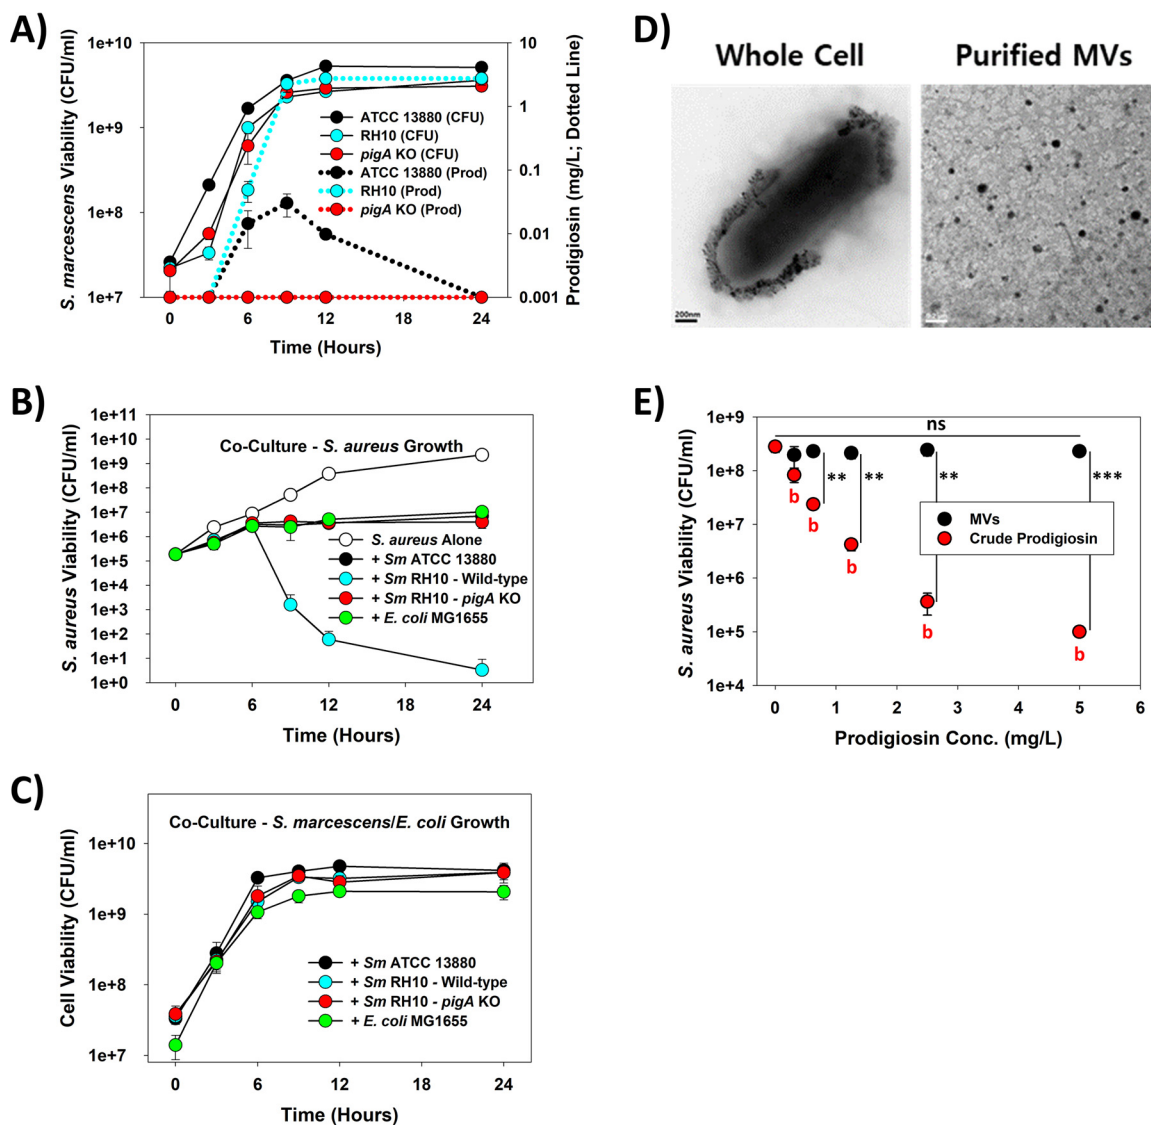 A)
1e+10
1e+9
1e+8
1e+7
S. marcescens Viability (CFU/ml)
10
1
0.1
0.01
0.001
Prodigiosin (mg/L; Dotted Line)
ATCC 13880 (CFU)
RH10 (CFU)
pigA KO (CFU)
ATCC 13880 (Prod)
RH10 (Prod)
pigA KO (Prod)
0 6 12 18 24
Time (Hours)
B)
1e+11
1e+10
1e+9
1e+8
1e+7
1e+6
1e+5
1e+4
1e+3
1e+2
1e+1
1e+0
S. aureus Viability (CFU/ml)
Co-Culture - S. aureus Growth
S. aureus Alone
+ Sm ATCC 13880
+ Sm RH10 - Wild-type
+ Sm RH10 - pigA KO
+ E. coli MG1655
0 6 12 18 24
Time (Hours)
C)
1e+10
1e+9
1e+8
1e+7
Cell Viability (CFU/ml)
Co-Culture - S. marcescens/E. coli Growth
+ Sm ATCC 13880
+ Sm RH10 - Wild-type
+ Sm RH10 - pigA KO
+ E. coli MG1655
0 6 12 18 24
Time (Hours)
D)
Whole Cell
Purified MVs
200nm
E)
1e+9
1e+8
1e+7
1e+6
1e+5
1e+4
S. aureus Viability (CFU/ml)
ns
** ** ** ***
b
b
b
b
b
MVs
Crude Prodigiosin
0 1 2 3 4 5 6
Prodigiosin Conc. (mg/L)